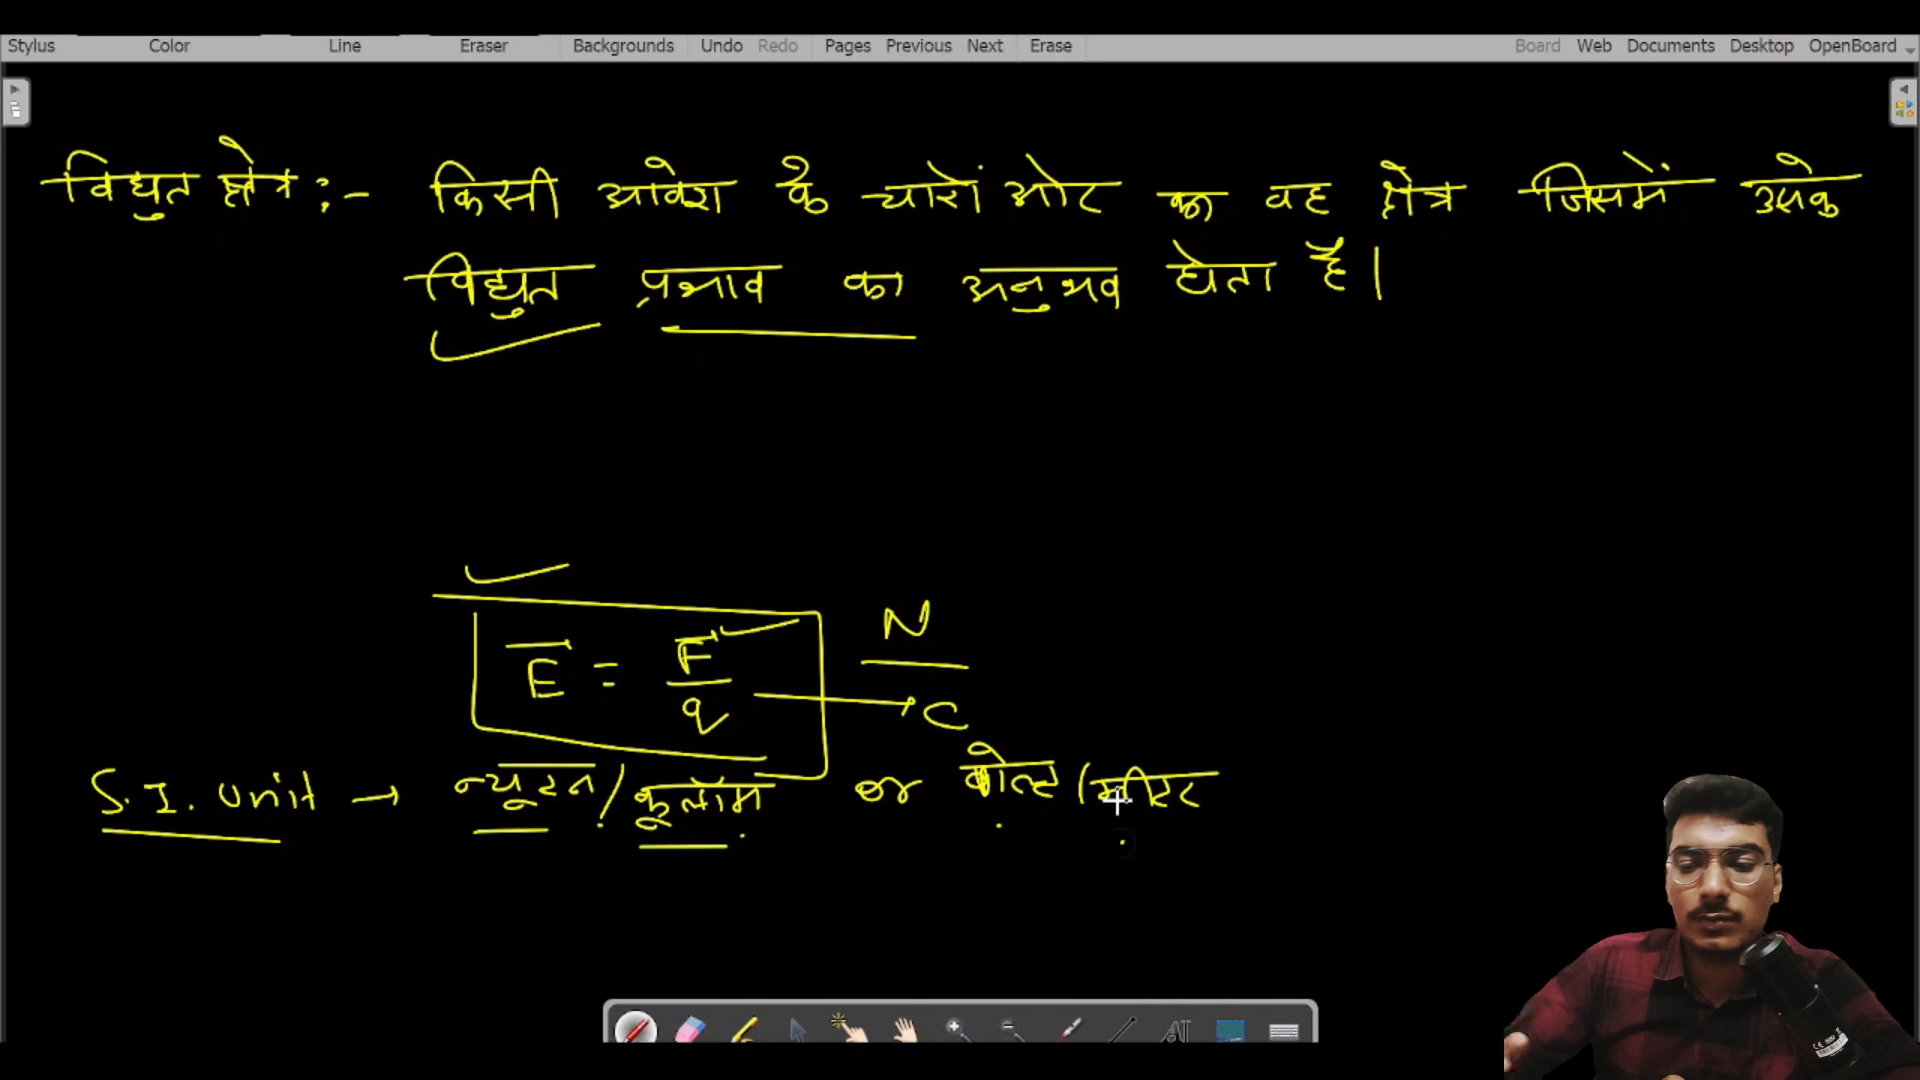 Stylus Color Line Eraser Backgrounds Undo Redo Pages Previous Next Erase Board Web Documents Desktop OpenBoard
विद्युत क्षेत्र :- किसी आवेश के चारों ओर का वह क्षेत्र जिसमें उसके
विद्युत प्रभाव का अनुभव होता है।
E = F/q → N/C
S.I. unit → न्यूटन/कूलॉम or वोल्ट/मीटर